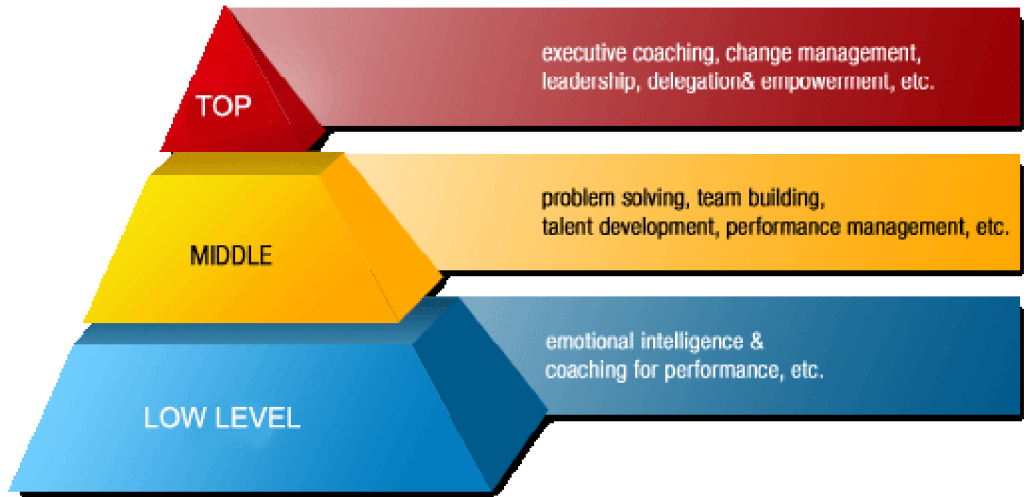 TOP
executive coaching, change management,
leadership, delegation& empowerment, etc.
MIDDLE
problem solving, team building,
talent development, performance management, etc.
LOW LEVEL
emotional intelligence &
coaching for performance, etc.